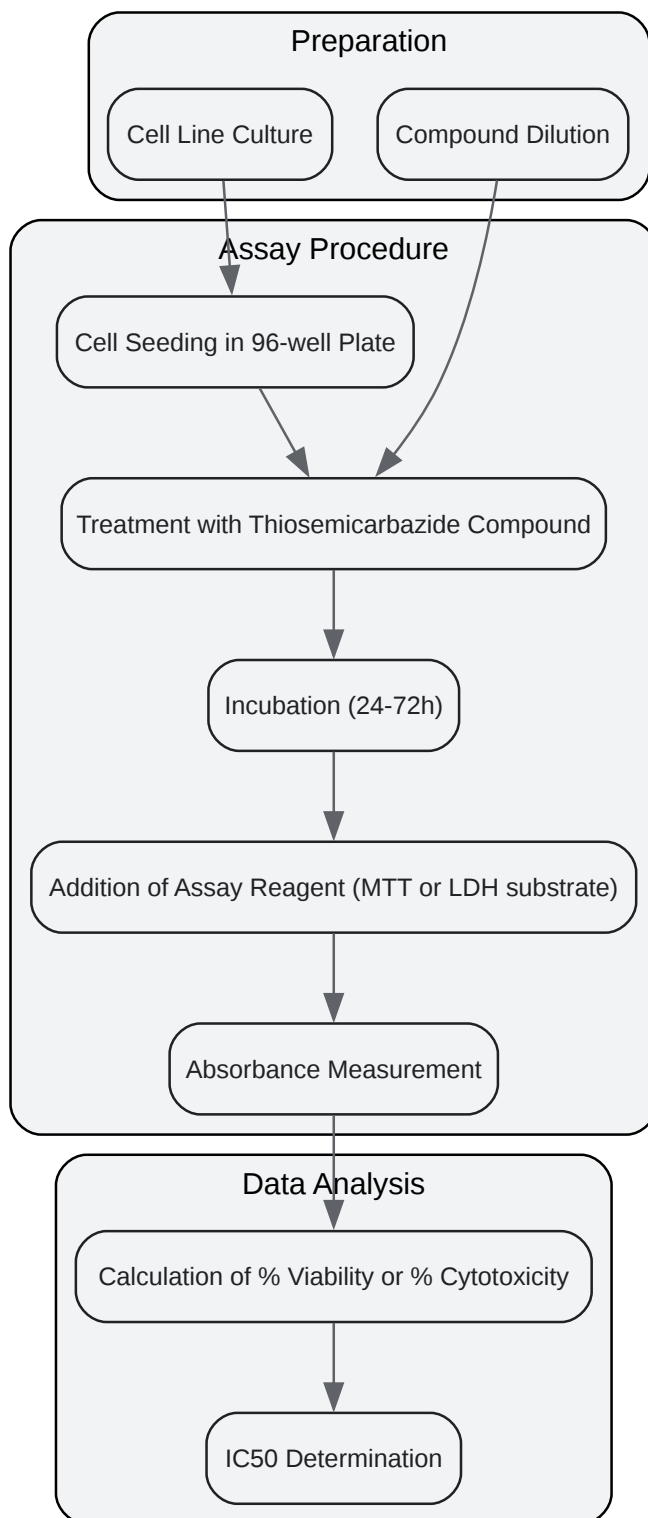 Preparation
Cell Line Culture
Compound Dilution
Assay Procedure
Cell Seeding in 96-well Plate
Treatment with Thiosemicarbazide Compound
Incubation (24-72h)
Addition of Assay Reagent (MTT or LDH substrate)
Absorbance Measurement
Data Analysis
Calculation of % Viability or % Cytotoxicity
IC50 Determination